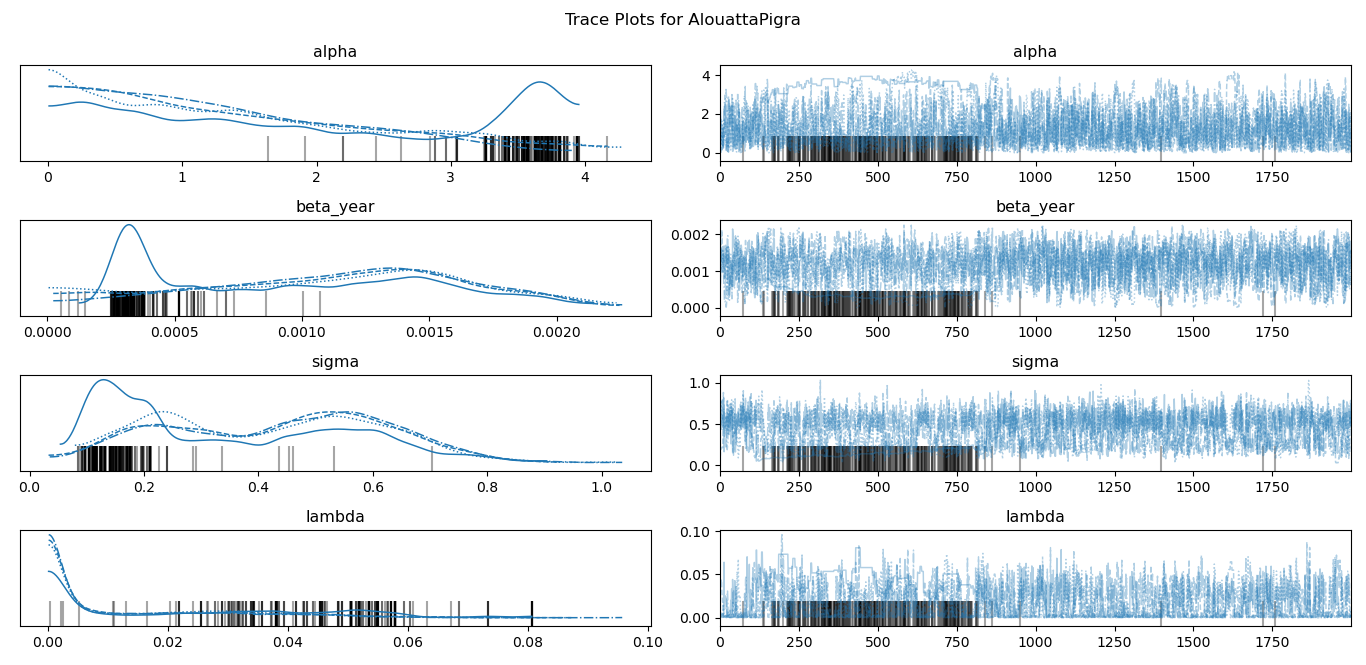 Trace Plots for AlouattaPigra
alpha
alpha
0 1 2 3 4
4
2
0
0 250 500 750 1000 1250 1500 1750
beta_year
beta_year
0.0000 0.0005 0.0010 0.0015 0.0020
0.002
0.001
0.000
0 250 500 750 1000 1250 1500 1750
sigma
sigma
0.0 0.2 0.4 0.6 0.8 1.0
1.0
0.5
0.0
0 250 500 750 1000 1250 1500 1750
lambda
lambda
0.00 0.02 0.04 0.06 0.08 0.10
0.10
0.05
0.00
0 250 500 750 1000 1250 1500 1750